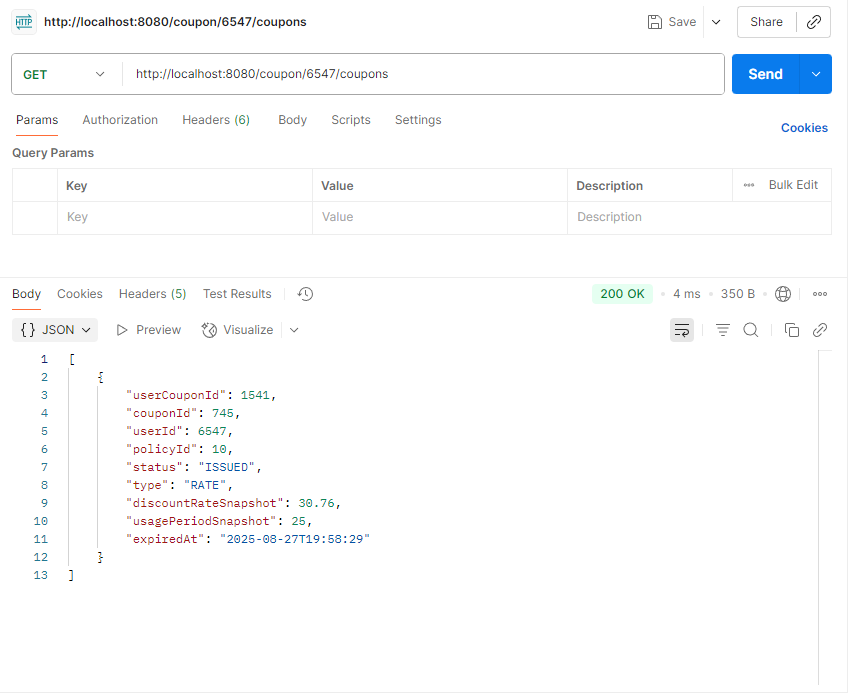 HTTP http://localhost:8080/coupon/6547/coupons Save Share
GET http://localhost:8080/coupon/6547/coupons Send
Params Authorization Headers (6) Body Scripts Settings Cookies
Query Params
Key Value Description Bulk Edit
Key Value Description
Body Cookies Headers (5) Test Results 200 OK 4 ms 350 B
{} JSON Preview Visualize
1 [
2 {
3 "userCouponId": 1541,
4 "couponId": 745,
5 "userId": 6547,
6 "policyId": 10,
7 "status": "ISSUED",
8 "type": "RATE",
9 "discountRateSnapshot": 30.76,
10 "usagePeriodSnapshot": 25,
11 "expiredAt": "2025-08-27T19:58:29"
12 }
13 ]